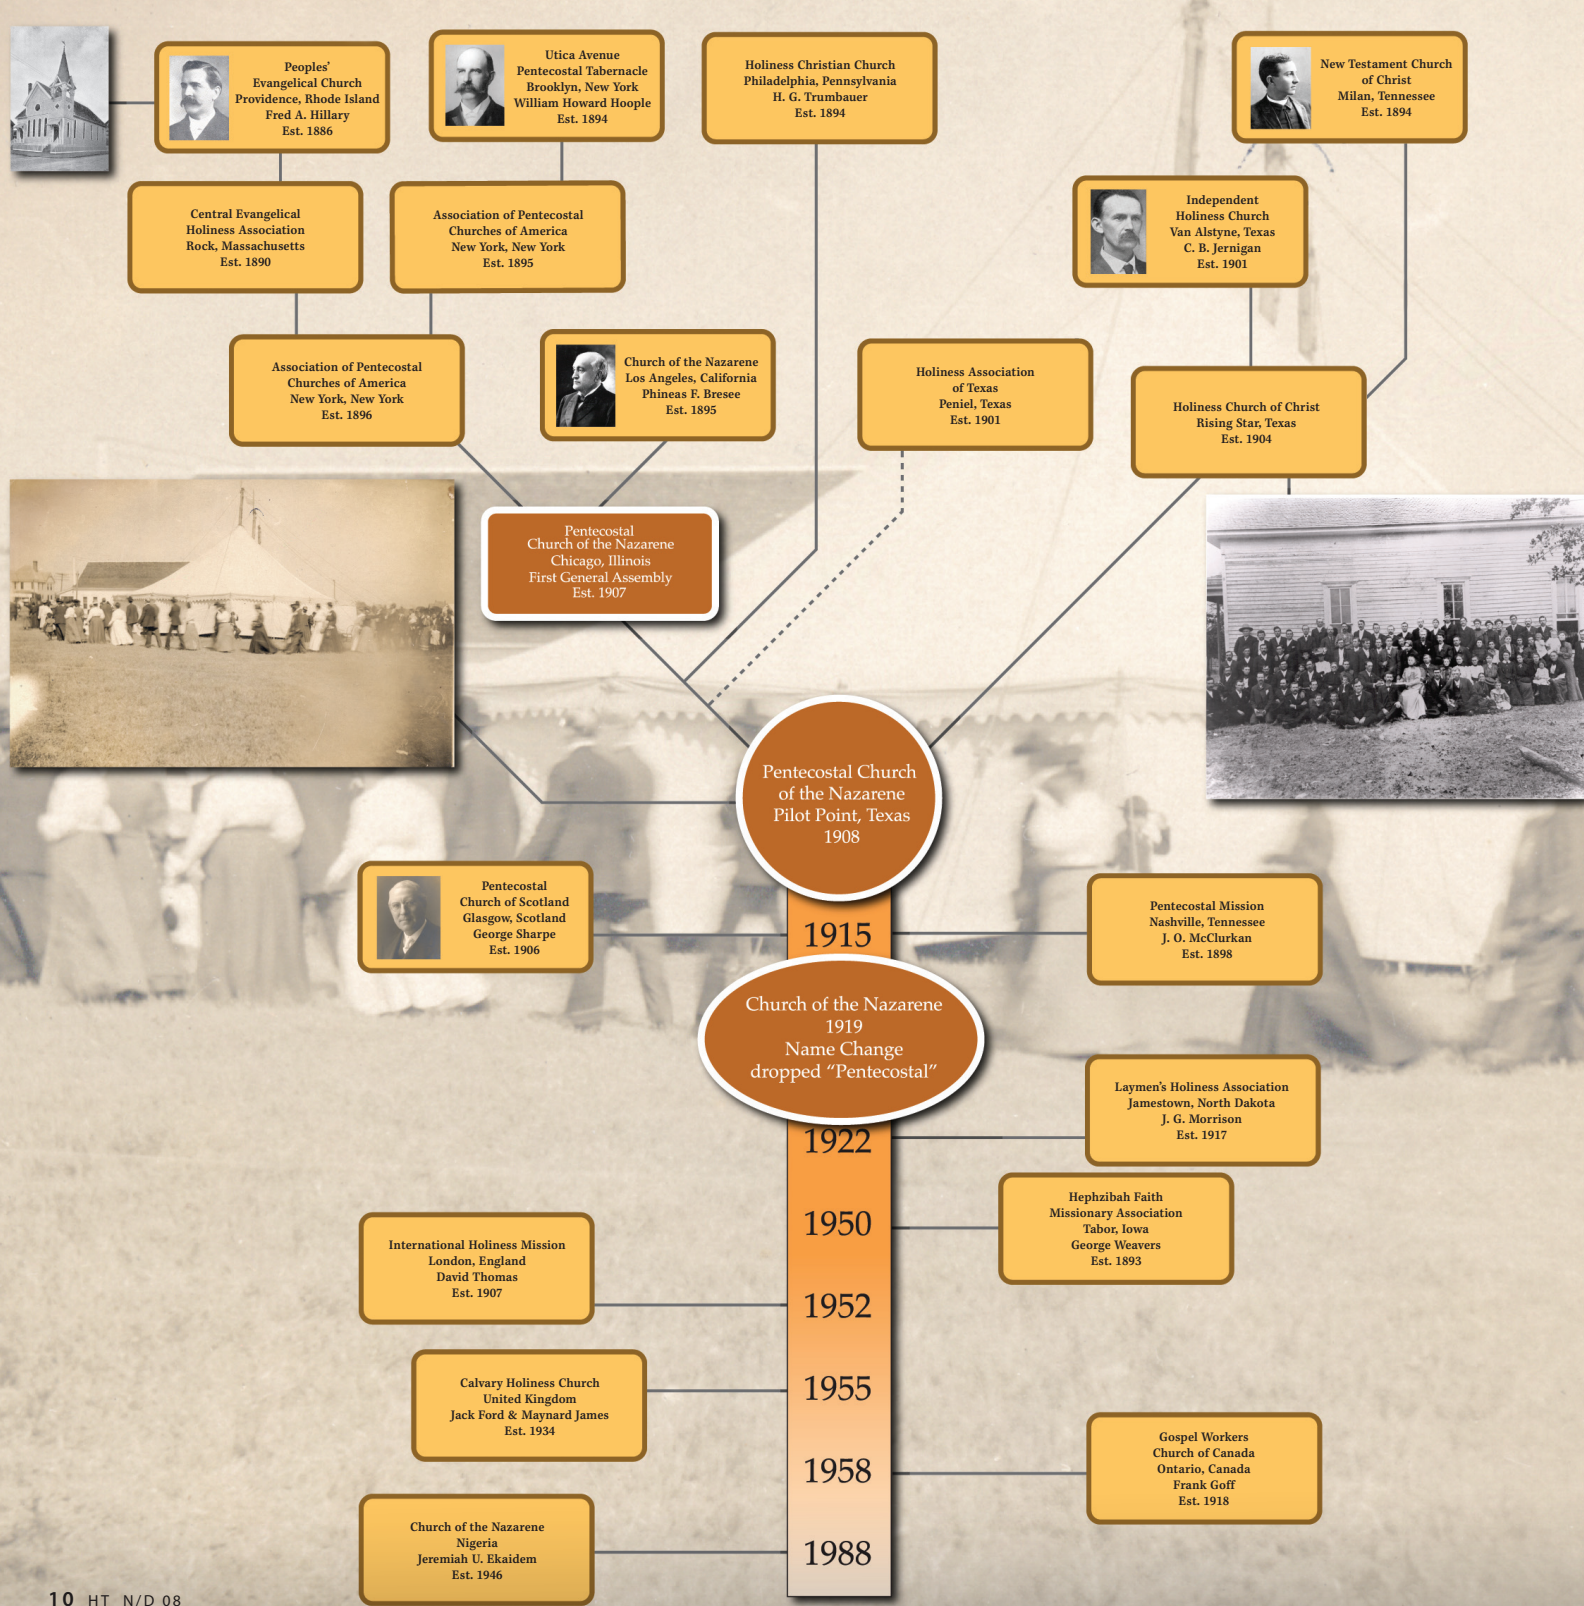 Peoples’
Evangelical Church
Providence, Rhode Island
Fred A. Hillary
Est. 1886
Utica Avenue
Pentecostal Tabernacle
Brooklyn, New York
William Howard Hoople
Est. 1894
Holiness Christian Church
Philadelphia, Pennsylvania
H. G. Trumbauer
Est. 1894
New Testament Church
of Christ
Milan, Tennessee
Est. 1894
Central Evangelical
Holiness Association
Rock, Massachusetts
Est. 1890
Association of Pentecostal
Churches of America
New York, New York
Est. 1895
Independent
Holiness Church
Van Alstyne, Texas
C. B. Jernigan
Est. 1901
Association of Pentecostal
Churches of America
New York, New York
Est. 1896
Church of the Nazarene
Los Angeles, California
Phineas F. Bresee
Est. 1895
Holiness Association
of Texas
Peniel, Texas
Est. 1901
Holiness Church of Christ
Rising Star, Texas
Est. 1904
Pentecostal
Church of the Nazarene
Chicago, Illinois
First General Assembly
Est. 1907
Pentecostal Church
of the Nazarene
Pilot Point, Texas
1908
Pentecostal
Church of Scotland
Glasgow, Scotland
George Sharpe
Est. 1906
1915
Pentecostal Mission
Nashville, Tennessee
J. O. McClurkan
Est. 1898
Church of the Nazarene
1919
Name Change
dropped “Pentecostal”
Laymen’s Holiness Association
Jamestown, North Dakota
J. G. Morrison
Est. 1917
1922
Hephzibah Faith
Missionary Association
Tabor, Iowa
George Weavers
Est. 1893
1950
International Holiness Mission
London, England
David Thomas
Est. 1907
1952
Calvary Holiness Church
United Kingdom
Jack Ford & Maynard James
Est. 1934
1955
Gospel Workers
Church of Canada
Ontario, Canada
Frank Goff
Est. 1918
1958
Church of the Nazarene
Nigeria
Jeremiah U. Ekaidem
Est. 1946
1988
10 HT N/D 08